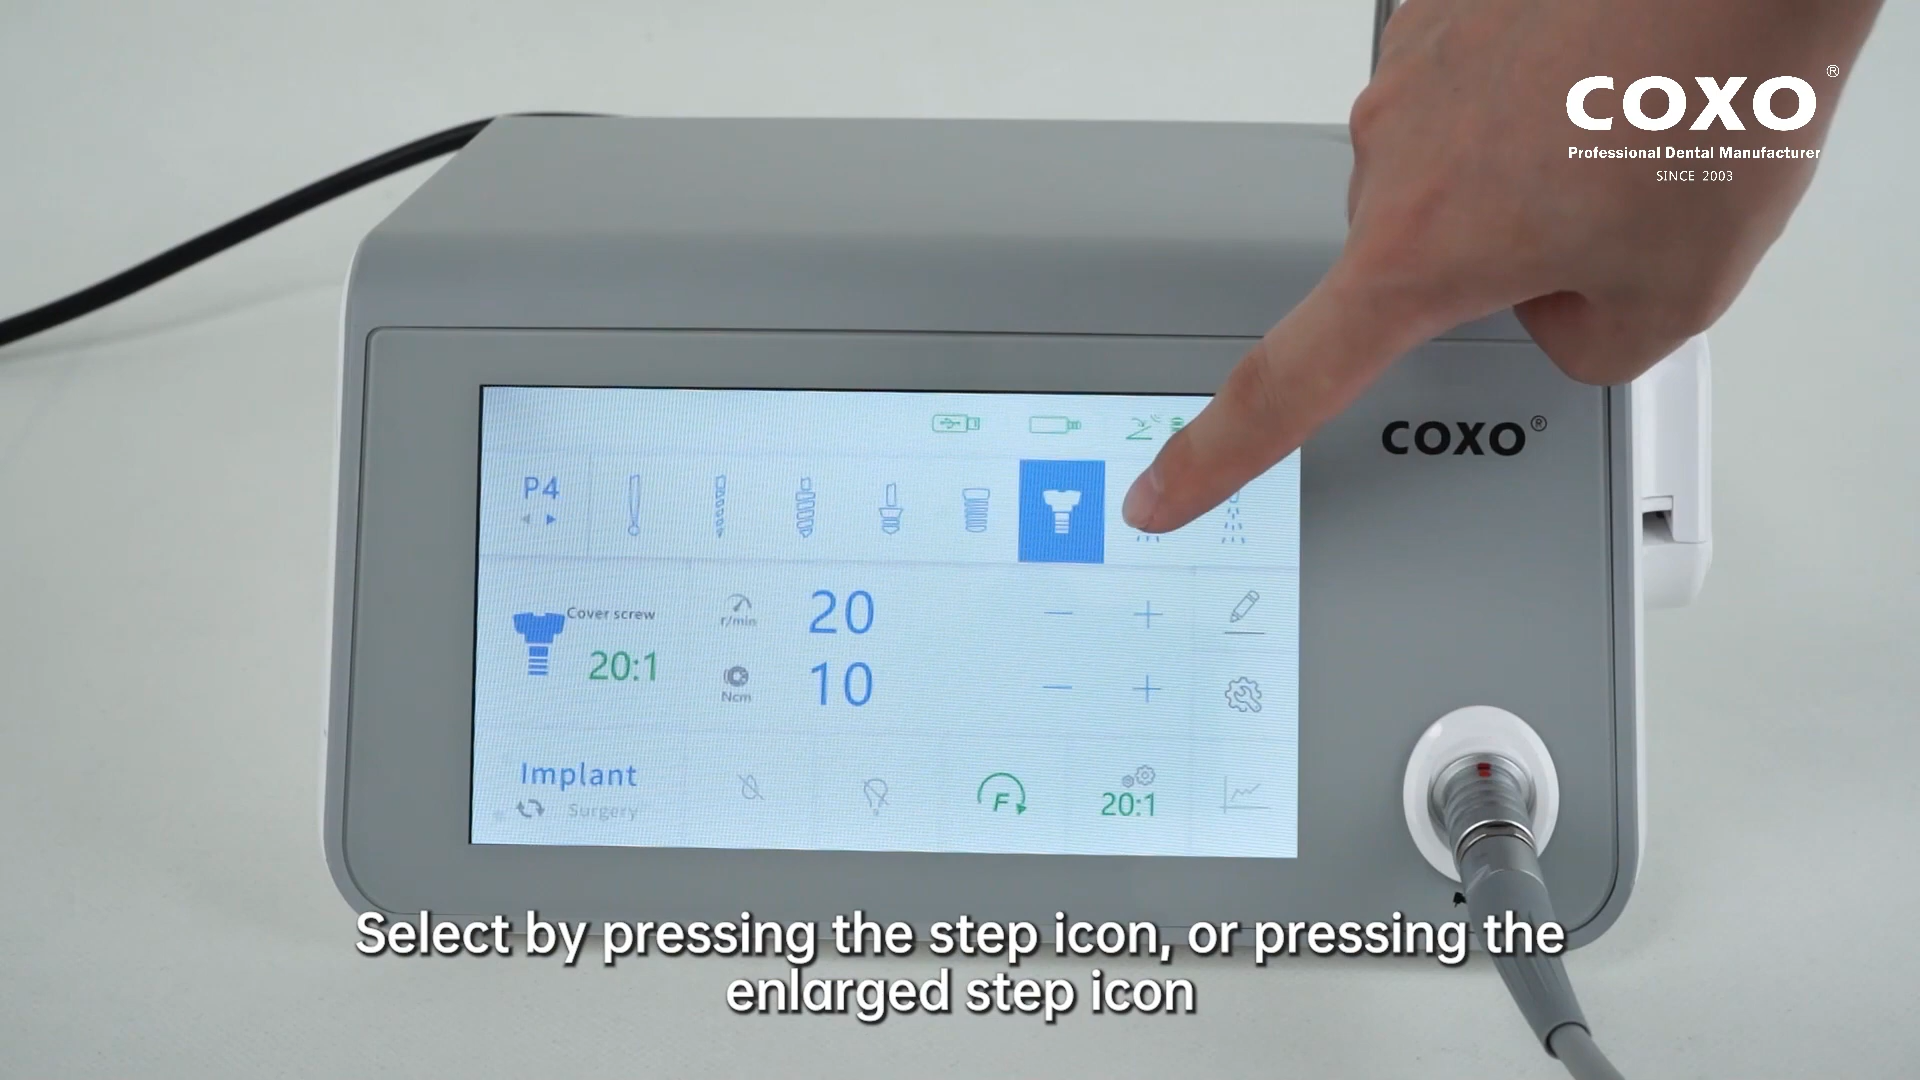 COXO®
Professional Dental Manufacturer
SINCE 2003
COXO®
P4
Cover screw
20:1
r/min
20
Ncm
10
Implant
Surgery
F
20:1
Select by pressing the step icon, or pressing the
enlarged step icon